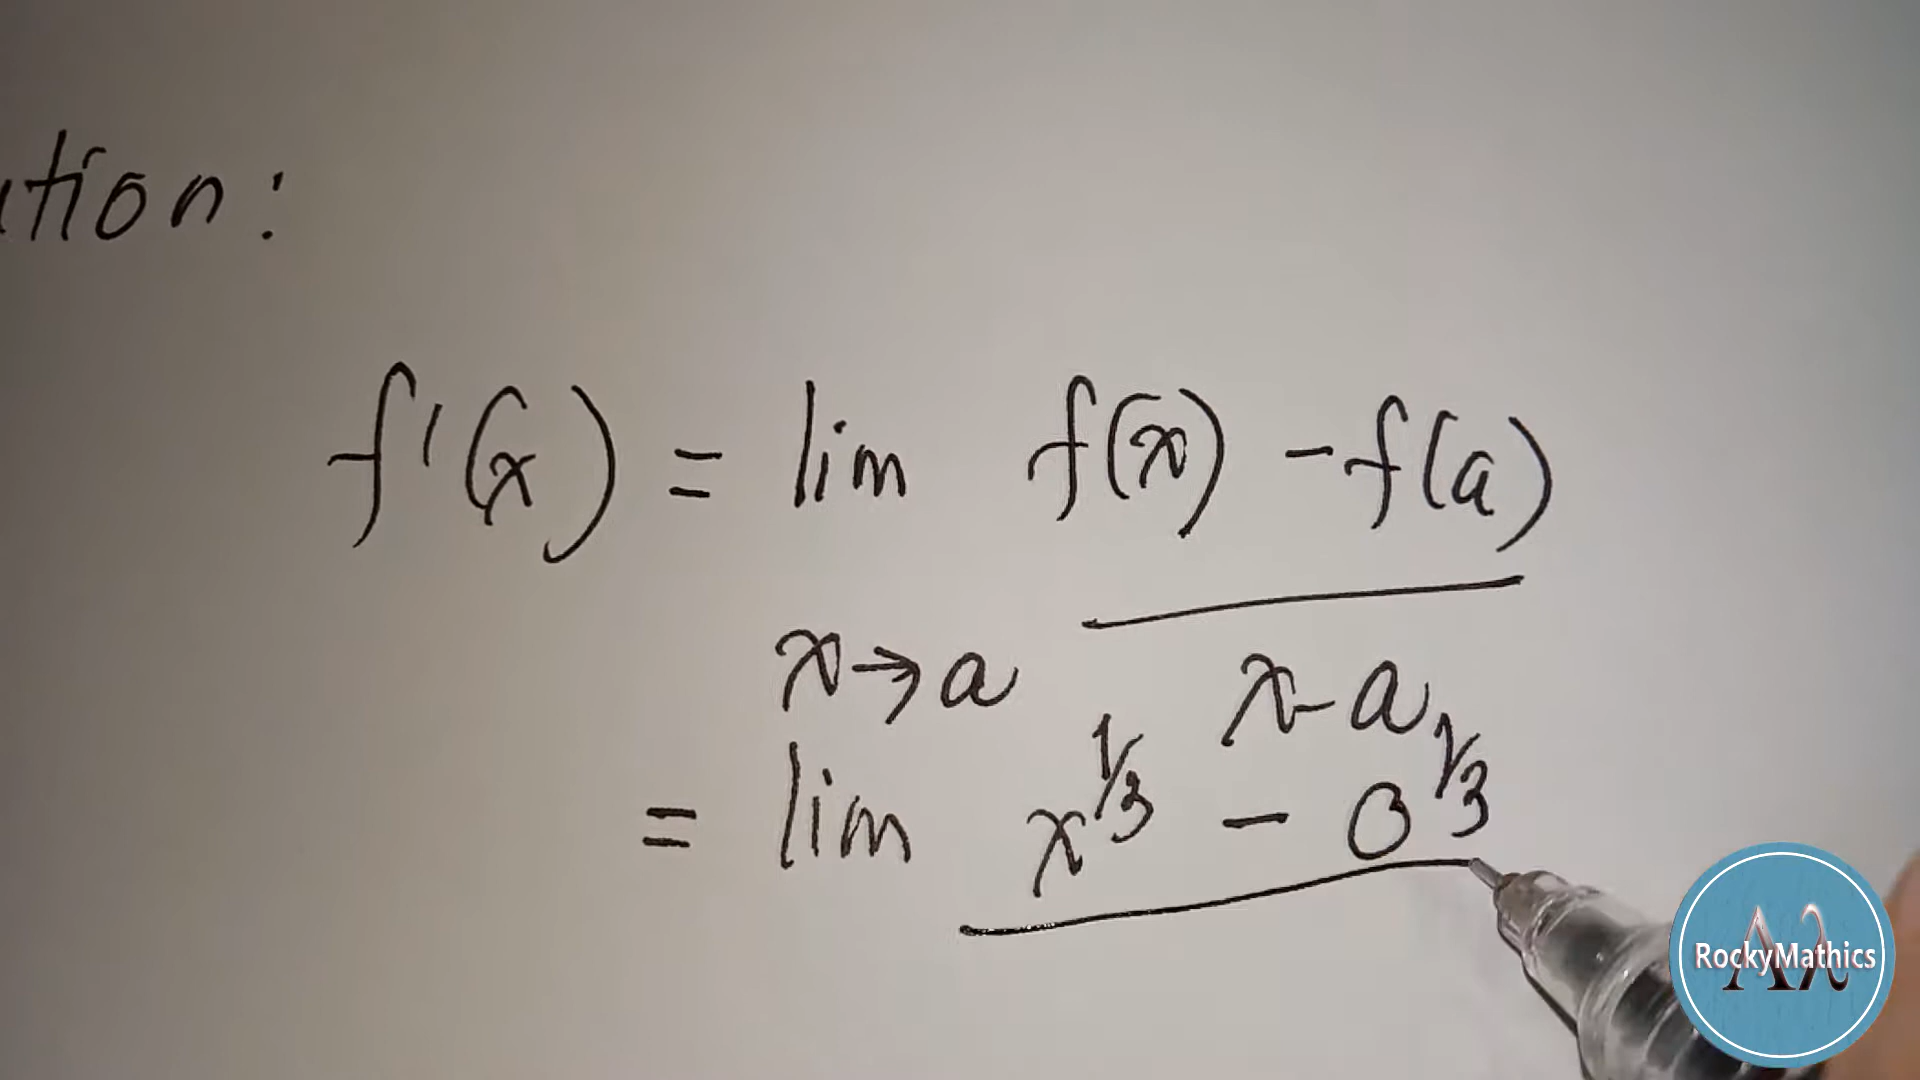 ution:
f'(x) = lim f(x) - f(a)
x→a x-a
= lim x^1/3 - 0^1/3
RockyMathics